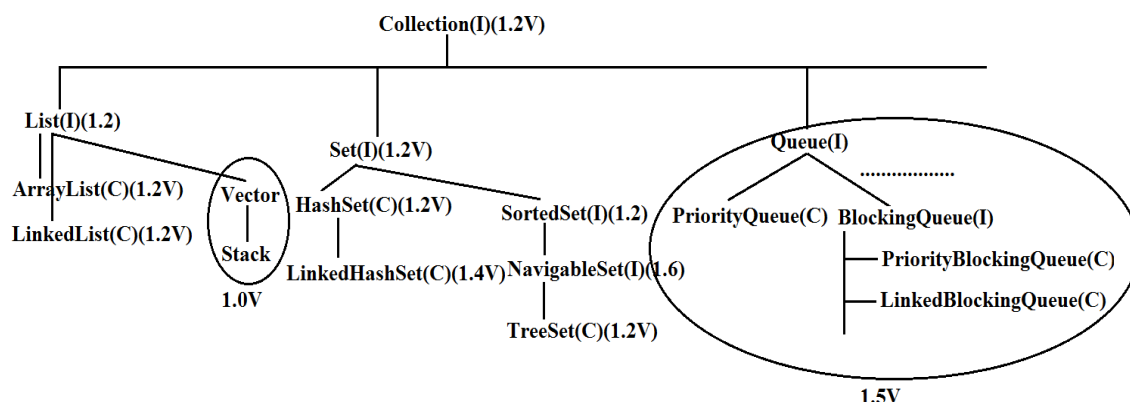 Collection(I)(1.2V)
List(I)(1.2)
ArrayList(C)(1.2V)
LinkedList(C)(1.2V)
Vector
Stack
1.0V
Set(I)(1.2V)
HashSet(C)(1.2V)
LinkedHashSet(C)(1.4V)
SortedSet(I)(1.2)
NavigableSet(I)(1.6)
TreeSet(C)(1.2V)
Queue(I)
..................
PriorityQueue(C)
BlockingQueue(I)
PriorityBlockingQueue(C)
LinkedBlockingQueue(C)
1.5V